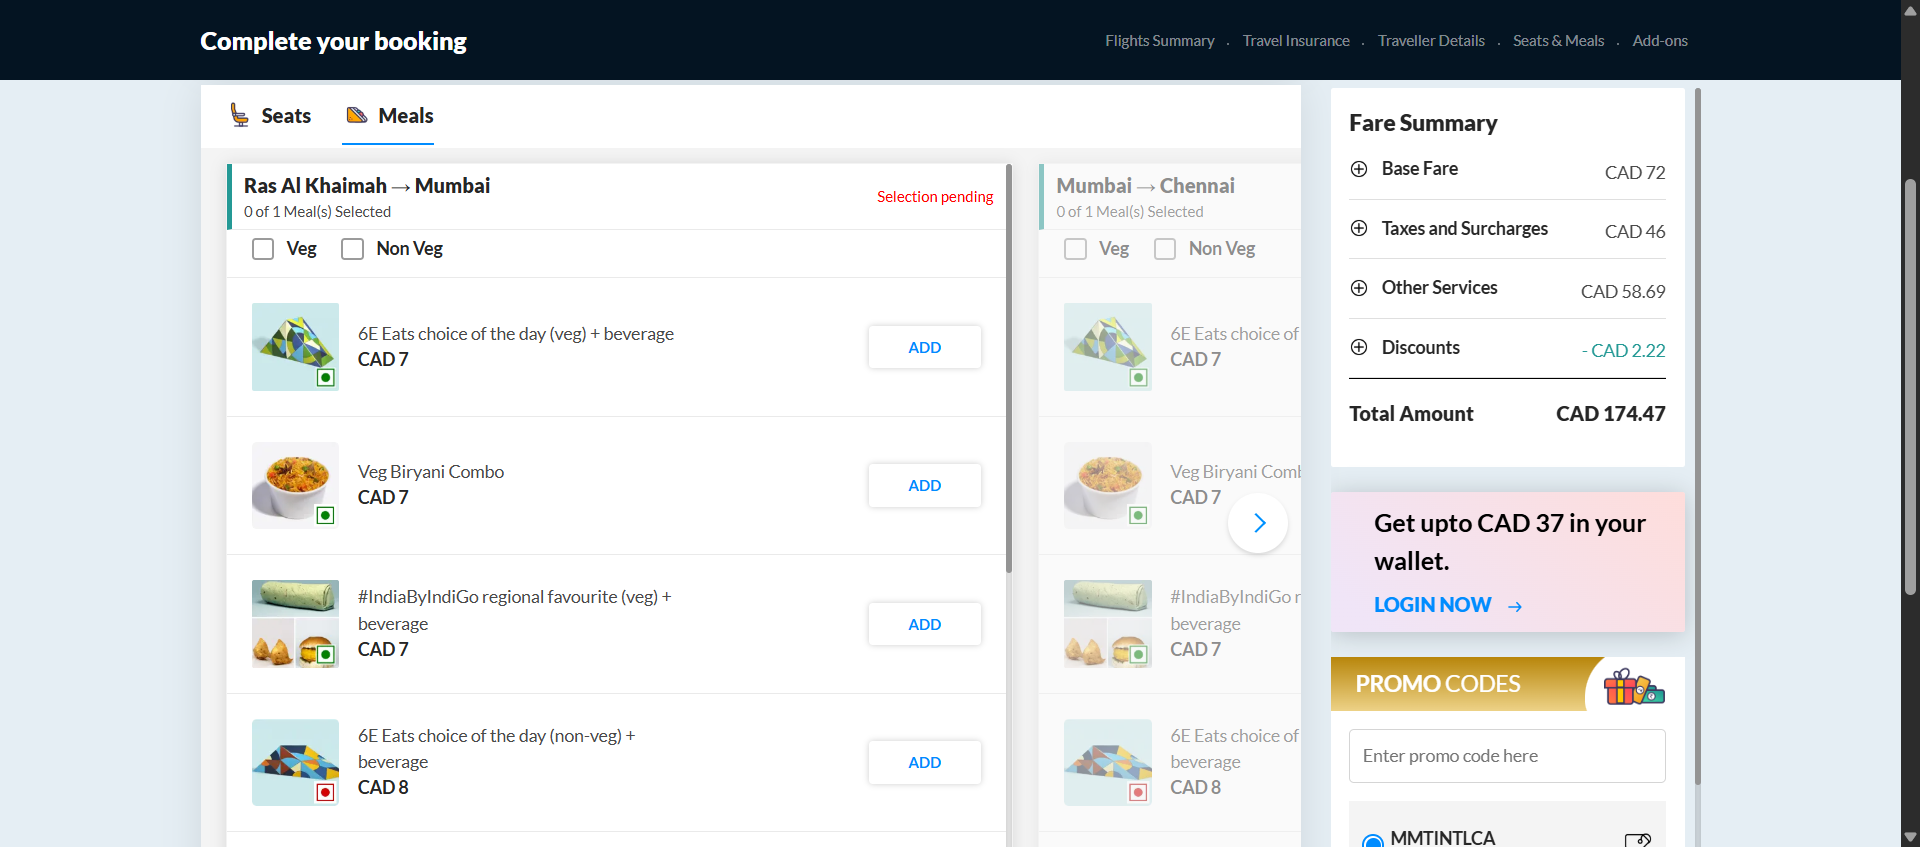 Complete your booking
Flights Summary . Travel Insurance . Traveller Details . Seats & Meals . Add-ons
Seats
Meals
Ras Al Khaimah → Mumbai
0 of 1 Meal(s) Selected
Selection pending
Veg
Non Veg
6E Eats choice of the day (veg) + beverage
CAD 7
ADD
Veg Biryani Combo
CAD 7
ADD
#IndiaByIndiGo regional favourite (veg) +
beverage
CAD 7
ADD
6E Eats choice of the day (non-veg) +
beverage
CAD 8
ADD
Mumbai → Chennai
0 of 1 Meal(s) Selected
Veg
Non Veg
6E Eats choice of
CAD 7
Veg Biryani Comb
CAD 7
#IndiaByIndiGo r
beverage
CAD 7
6E Eats choice of
beverage
CAD 8
Fare Summary
Base Fare
CAD 72
Taxes and Surcharges
CAD 46
Other Services
CAD 58.69
Discounts
- CAD 2.22
Total Amount
CAD 174.47
Get upto CAD 37 in your
wallet.
LOGIN NOW →
PROMO CODES
Enter promo code here
MMTINTLCA